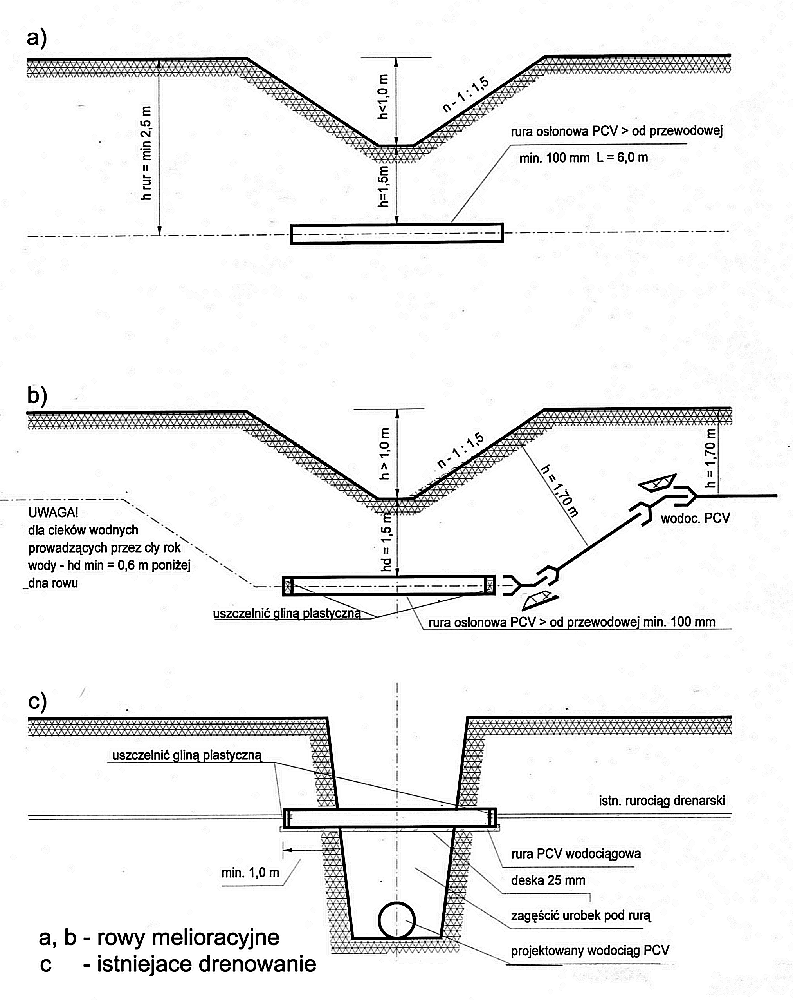 a)
h rur = min 2,5 m
h<1,0 m
n - 1 : 1,5
h=1,5m
rura osłonowa PCV > od przewodowej
min. 100 mm L = 6,0 m
b)
h > 1,0 m
n - 1 : 1,5
h = 1,70 m
h = 1,70 m
wodoc. PCV
UWAGA!
dla cieków wodnych
prowadzących przez cły rok
wody - hd min = 0,6 m poniżej
_dna rowu
hd = 1,5 m
uszczelnić gliną plastyczną
rura osłonowa PCV > od przewodowej min. 100 mm
c)
uszczelnić gliną plastyczną
istn. rurociąg drenarski
rura PCV wodociągowa
min. 1,0 m
deska 25 mm
zagęścić urobek pod rurą
projektowany wodociąg PCV
a, b - rowy melioracyjne
c - istniejace drenowanie